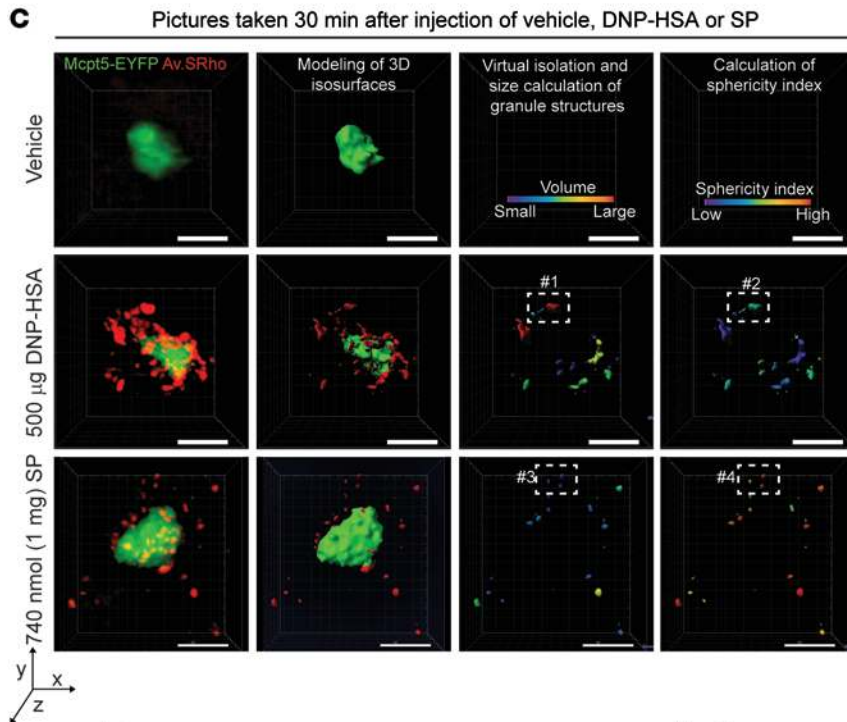 C
Pictures taken 30 min after injection of vehicle, DNP-HSA or SP
Mcpt5-EYFP Av.SRho
Modeling of 3D
isosurfaces
Virtual isolation and
size calculation of
granule structures
Calculation of
sphericity index
Vehicle
Volume
Small Large
Sphericity index
Low High
500 µg DNP-HSA
#1
#2
740 nmol (1 mg) SP
#3
#4
y
x
z